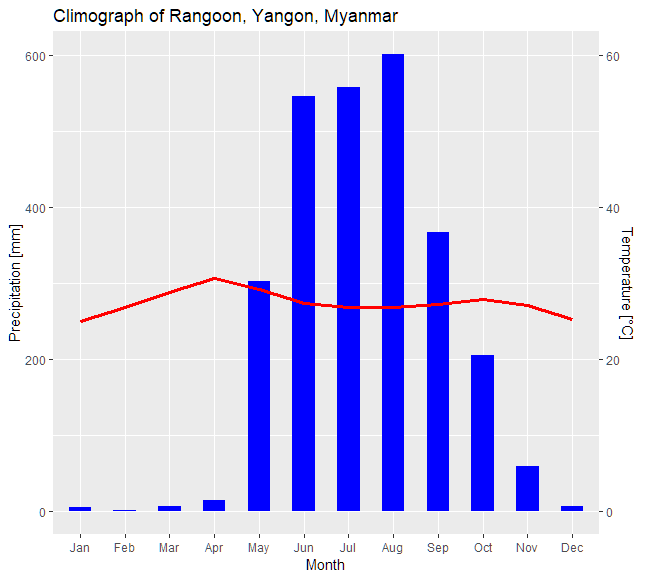 Climograph of Rangoon, Yangon, Myanmar
Precipitation [mm]
600
400
200
0
60
40
20
0
Temperature [°C]
Jan Feb Mar Apr May Jun Jul Aug Sep Oct Nov Dec
Month